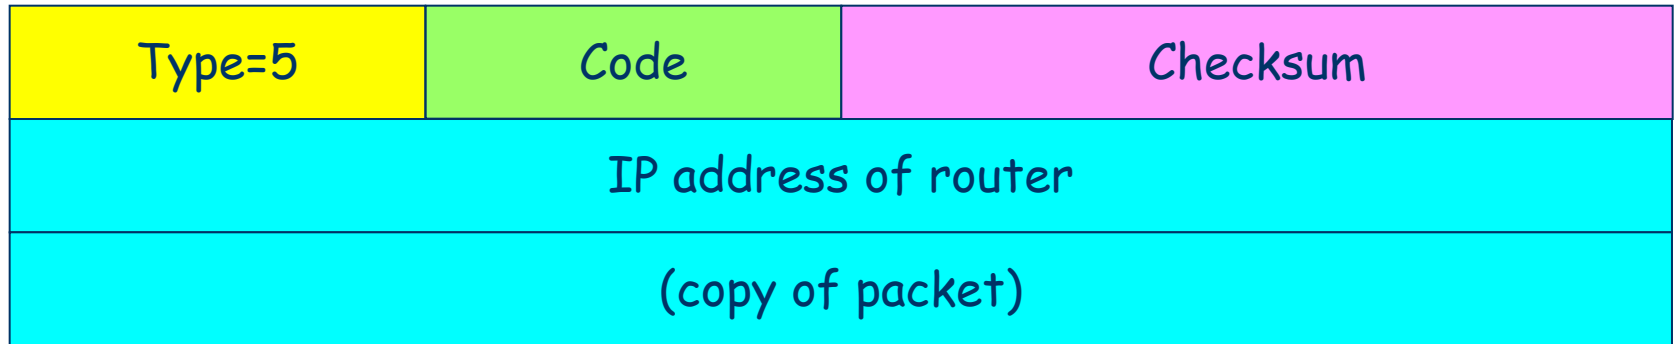 Type=5 Code Checksum
IP address of router
(copy of packet)